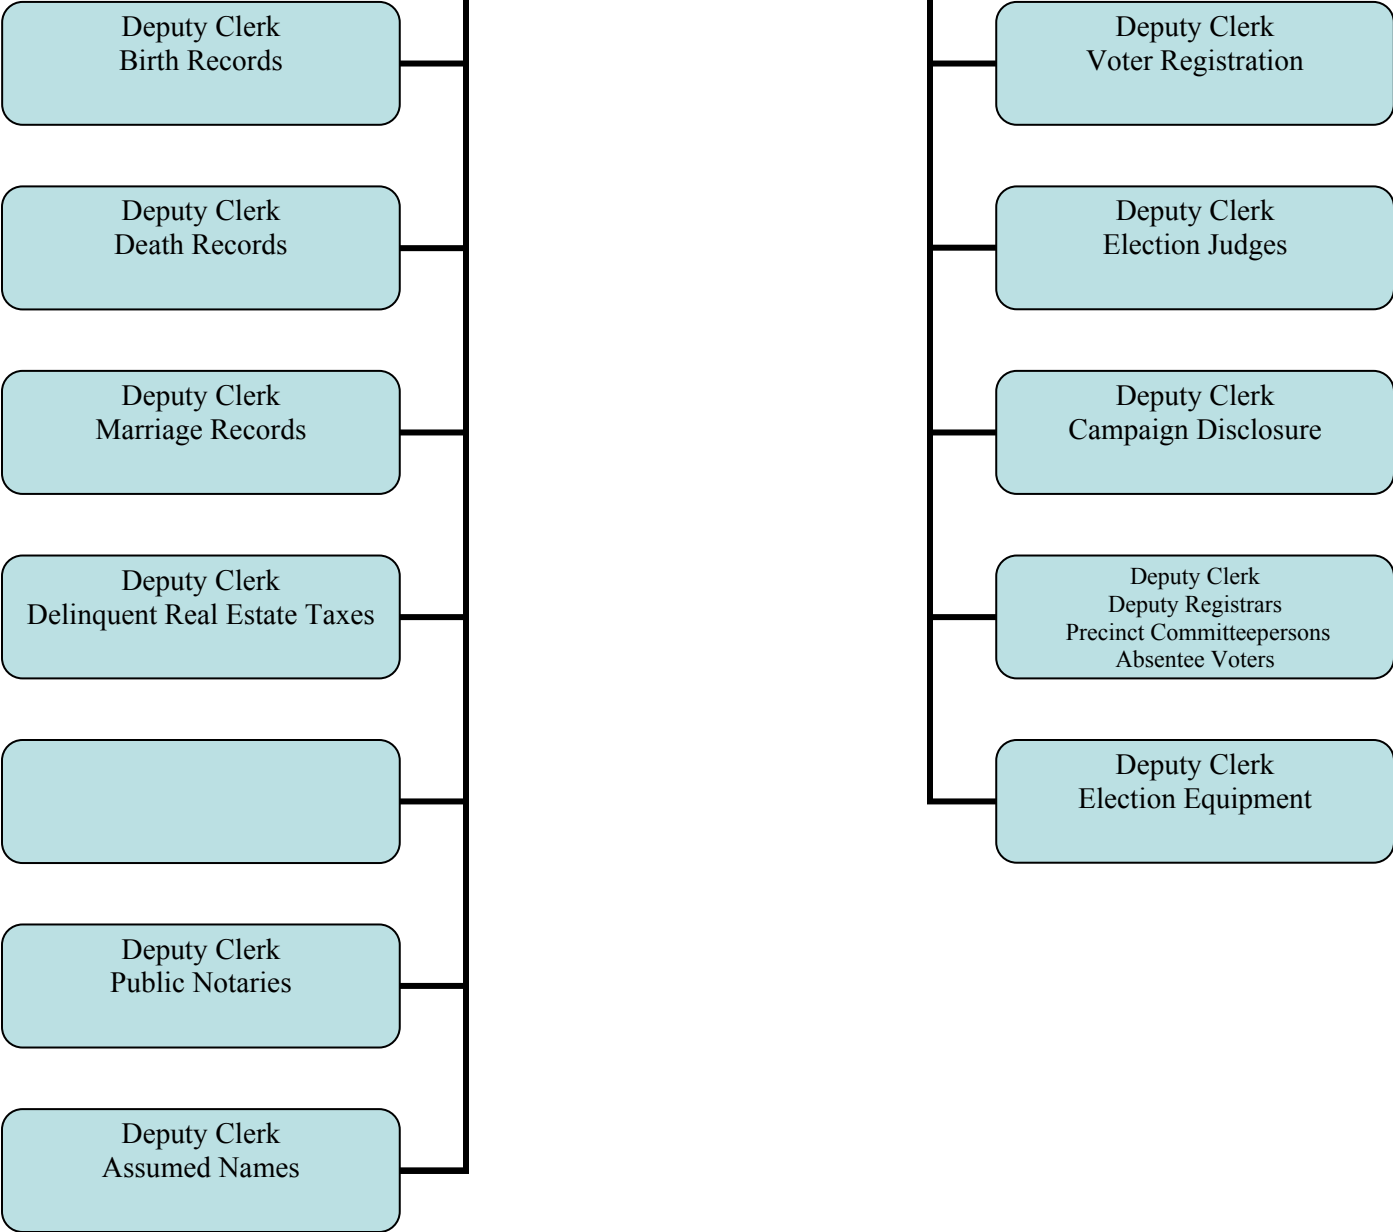 Deputy Clerk
Birth Records
Deputy Clerk
Death Records
Deputy Clerk
Marriage Records
Deputy Clerk
Delinquent Real Estate Taxes
Deputy Clerk
Public Notaries
Deputy Clerk
Assumed Names
Deputy Clerk
Voter Registration
Deputy Clerk
Election Judges
Deputy Clerk
Campaign Disclosure
Deputy Clerk
Deputy Registrars
Precinct Committeepersons
Absentee Voters
Deputy Clerk
Election Equipment